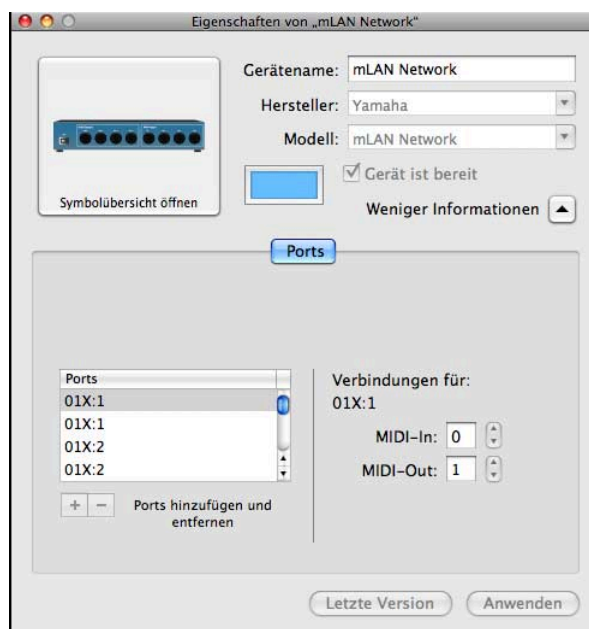 Eigenschaften von „mLAN Network“
Gerätename: mLAN Network
Hersteller: Yamaha
Modell: mLAN Network
Gerät ist bereit
Symbolübersicht öffnen
Weniger Informationen
Ports
Ports
01X:1
01X:1
01X:2
01X:2
Ports hinzufügen und
entfernen
Verbindungen für:
01X:1
MIDI-In: 0
MIDI-Out: 1
Letzte Version
Anwenden